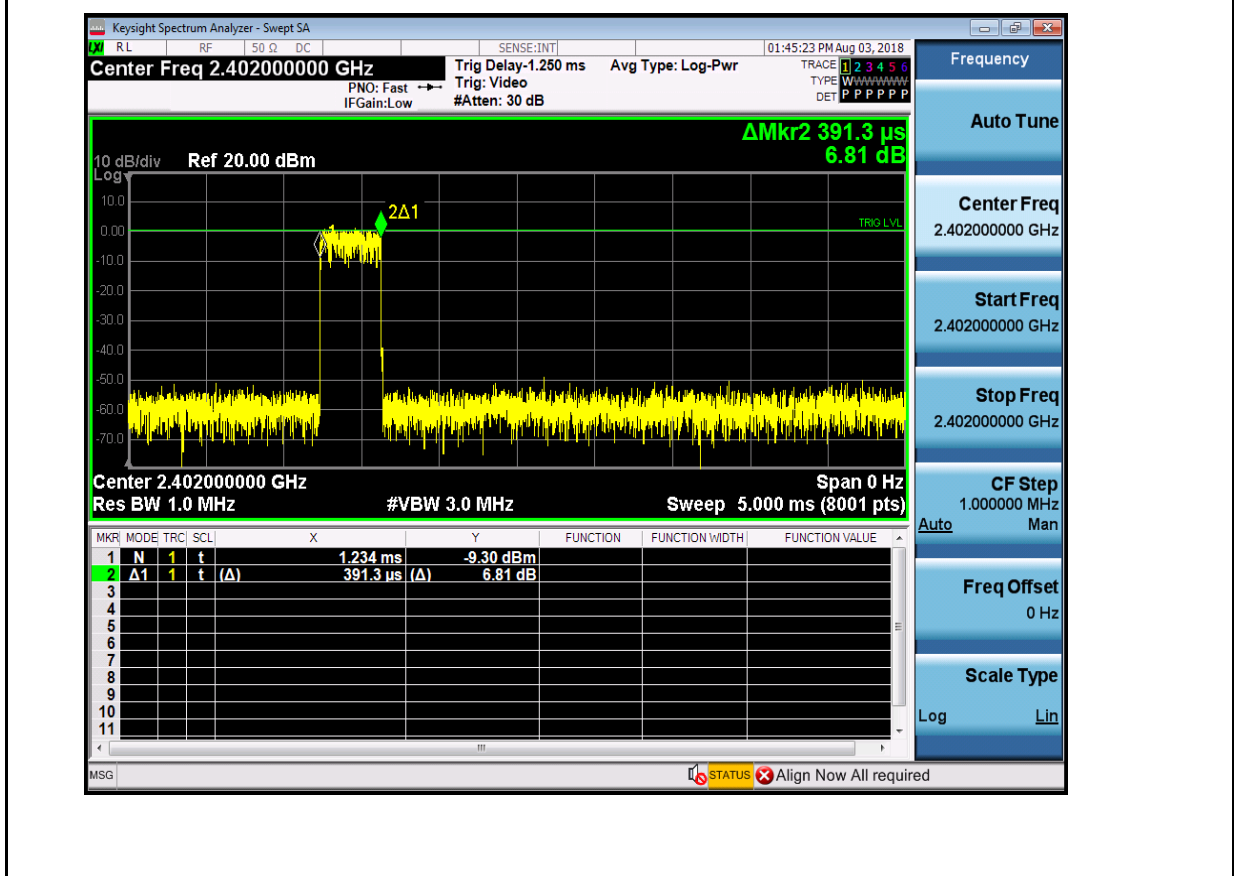 Keysight Spectrum Analyzer - Swept SA
LXI RL RF 50 Ω DC SENSE:INT 01:45:23 PM Aug 03, 2018
Center Freq 2.402000000 GHz
PNO: Fast
IFGain:Low
Trig Delay-1.250 ms
Trig: Video
#Atten: 30 dB
Avg Type: Log-Pwr
TRACE 1 2 3 4 5 6
TYPE WWWWWW
DET P P P P P P
ΔMkr2 391.3 µs
6.81 dB
10 dB/div
Log
Ref 20.00 dBm
10.0
0.00
-10.0
-20.0
-30.0
-40.0
-50.0
-60.0
-70.0
2Δ1
1
TRIG LVL
Center 2.402000000 GHz
Span 0 Hz
Res BW 1.0 MHz
#VBW 3.0 MHz
Sweep 5.000 ms (8001 pts)
MKR MODE TRC SCL X Y FUNCTION FUNCTION WIDTH FUNCTION VALUE
1 N 1 t 1.234 ms -9.30 dBm
2 Δ1 1 t (Δ) 391.3 µs (Δ) 6.81 dB
3
4
5
6
7
8
9
10
11
MSG
STATUS
Align Now All required
Frequency
Auto Tune
Center Freq
2.402000000 GHz
Start Freq
2.402000000 GHz
Stop Freq
2.402000000 GHz
CF Step
1.000000 MHz
Auto Man
Freq Offset
0 Hz
Scale Type
Log Lin